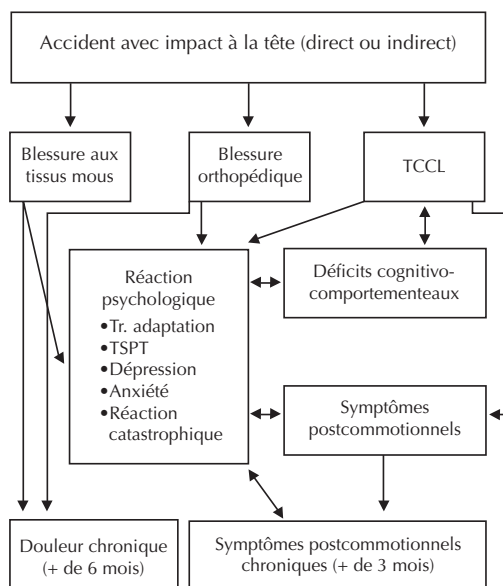 Accident avec impact à la tête (direct ou indirect)
Blessure aux
tissus mous
Blessure
orthopédique
TCCL
Réaction
psychologique
•Tr. adaptation
•TSPT
•Dépression
•Anxiété
•Réaction
catastrophique
Déficits cognitivo-
comportementeaux
Symptômes
postcommotionnels
Douleur chronique
(+ de 6 mois)
Symptômes postcommotionnels
chroniques (+ de 3 mois)